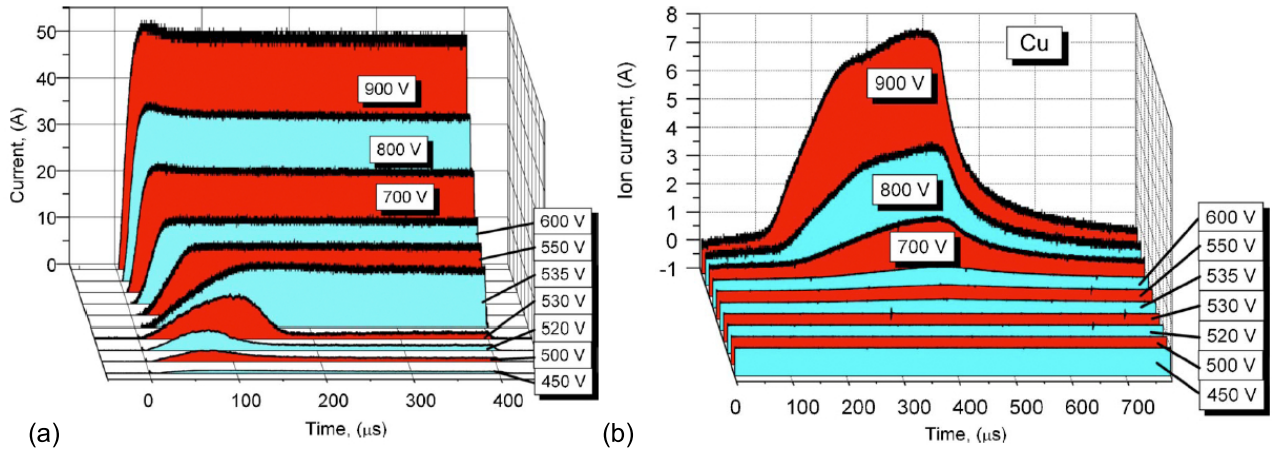 50
40
30
20
10
0
Current, (A)
900 V
800 V
700 V
600 V
550 V
535 V
530 V
520 V
500 V
450 V
0
100
200
300
400
Time, (μs)
(a)
8
7
6
5
4
3
2
1
0
-1
Ion current, (A)
Cu
900 V
800 V
700 V
600 V
550 V
535 V
530 V
520 V
500 V
450 V
0
100
200
300
400
500
600
700
Time, (μs)
(b)